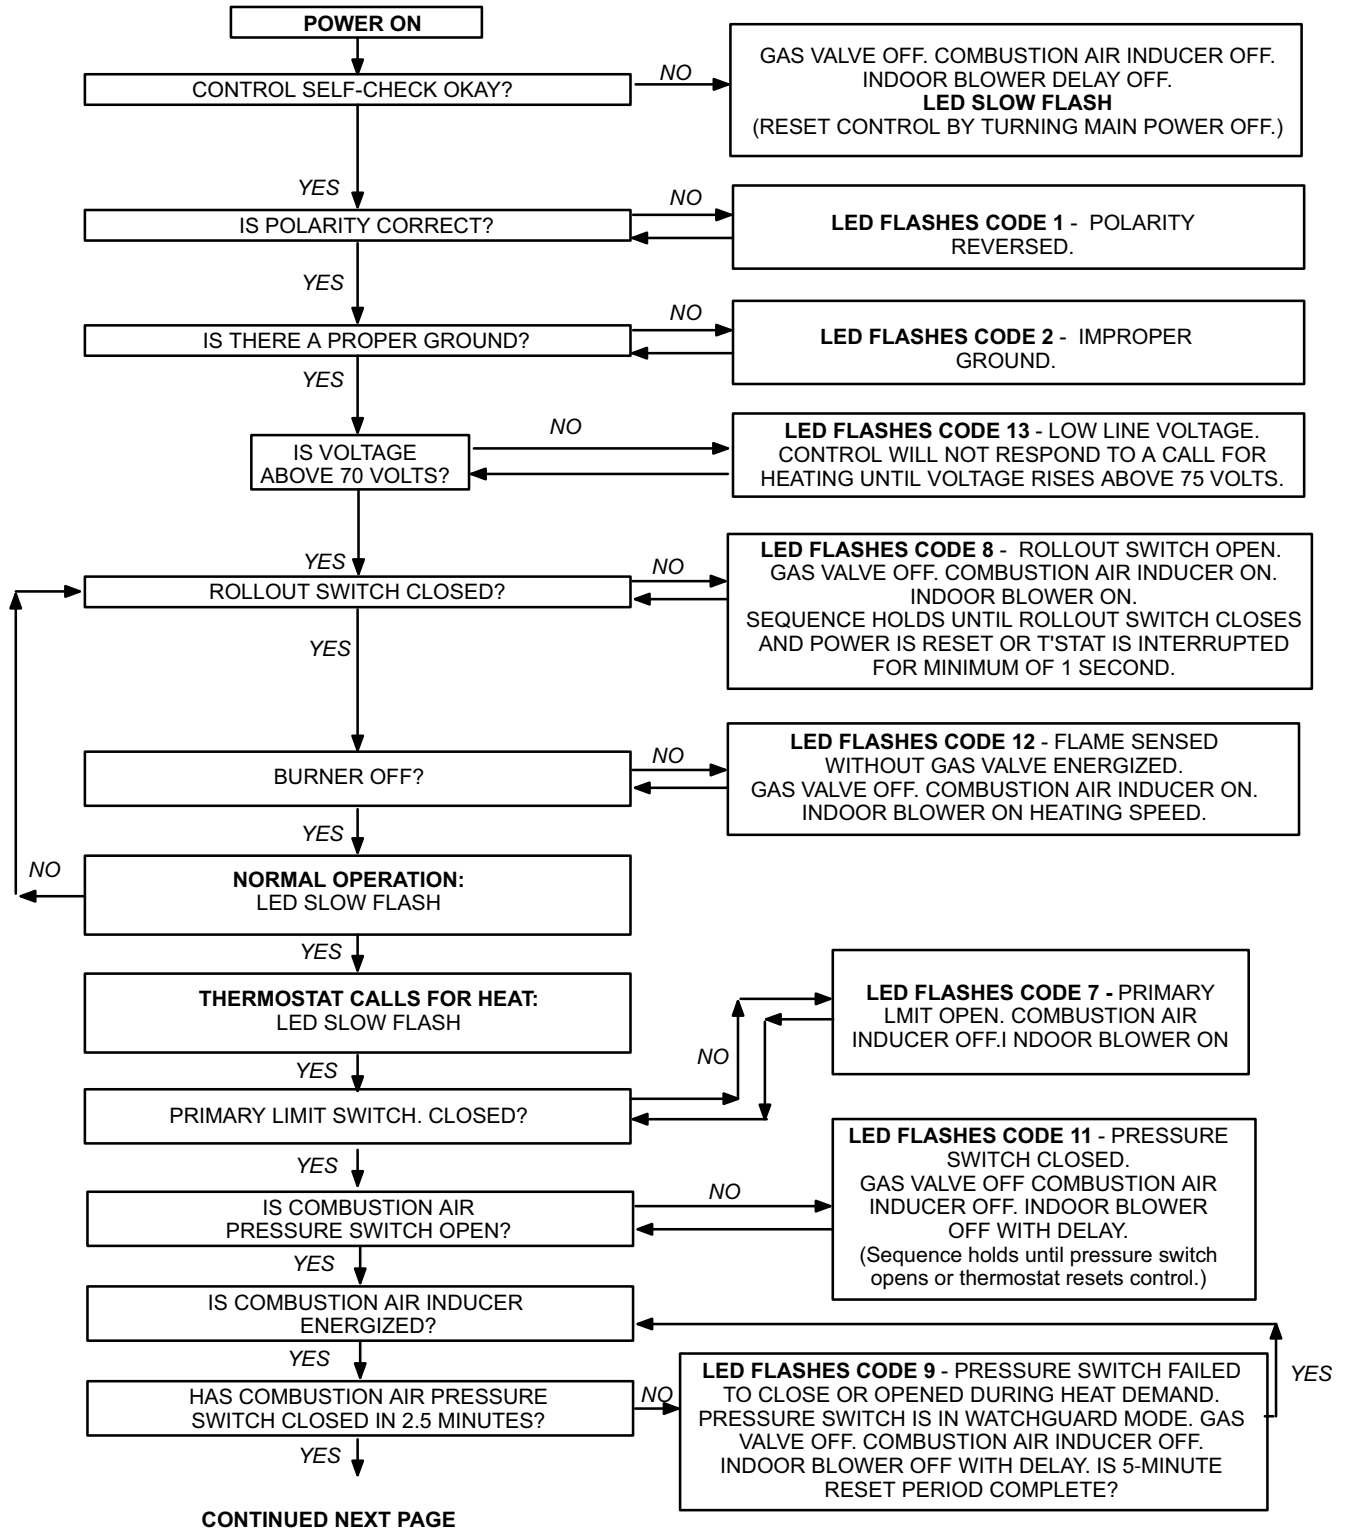 POWER ON
CONTROL SELF-CHECK OKAY?
NO
GAS VALVE OFF. COMBUSTION AIR INDUCER OFF.
INDOOR BLOWER DELAY OFF.
LED SLOW FLASH
(RESET CONTROL BY TURNING MAIN POWER OFF.)
YES
IS POLARITY CORRECT?
NO
LED FLASHES CODE 1 - POLARITY
REVERSED.
YES
IS THERE A PROPER GROUND?
NO
LED FLASHES CODE 2 - IMPROPER
GROUND.
YES
IS VOLTAGE
ABOVE 70 VOLTS?
NO
LED FLASHES CODE 13 - LOW LINE VOLTAGE.
CONTROL WILL NOT RESPOND TO A CALL FOR
HEATING UNTIL VOLTAGE RISES ABOVE 75 VOLTS.
YES
ROLLOUT SWITCH CLOSED?
NO
LED FLASHES CODE 8 - ROLLOUT SWITCH OPEN.
GAS VALVE OFF. COMBUSTION AIR INDUCER ON.
INDOOR BLOWER ON.
SEQUENCE HOLDS UNTIL ROLLOUT SWITCH CLOSES
AND POWER IS RESET OR T'STAT IS INTERRUPTED
FOR MINIMUM OF 1 SECOND.
YES
BURNER OFF?
NO
LED FLASHES CODE 12 - FLAME SENSED
WITHOUT GAS VALVE ENERGIZED.
GAS VALVE OFF. COMBUSTION AIR INDUCER ON.
INDOOR BLOWER ON HEATING SPEED.
YES
NO
NORMAL OPERATION:
LED SLOW FLASH
YES
THERMOSTAT CALLS FOR HEAT:
LED SLOW FLASH
LED FLASHES CODE 7 - PRIMARY
LMIT OPEN. COMBUSTION AIR
INDUCER OFF.I NDOOR BLOWER ON
YES
NO
PRIMARY LIMIT SWITCH. CLOSED?
YES
IS COMBUSTION AIR
PRESSURE SWITCH OPEN?
NO
LED FLASHES CODE 11 - PRESSURE
SWITCH CLOSED.
GAS VALVE OFF COMBUSTION AIR
INDUCER OFF. INDOOR BLOWER
OFF WITH DELAY.
(Sequence holds until pressure switch
opens or thermostat resets control.)
YES
IS COMBUSTION AIR INDUCER
ENERGIZED?
YES
HAS COMBUSTION AIR PRESSURE
SWITCH CLOSED IN 2.5 MINUTES?
NO
LED FLASHES CODE 9 - PRESSURE SWITCH FAILED
TO CLOSE OR OPENED DURING HEAT DEMAND.
PRESSURE SWITCH IS IN WATCHGUARD MODE. GAS
VALVE OFF. COMBUSTION AIR INDUCER OFF.
INDOOR BLOWER OFF WITH DELAY. IS 5-MINUTE
RESET PERIOD COMPLETE?
YES
YES
CONTINUED NEXT PAGE